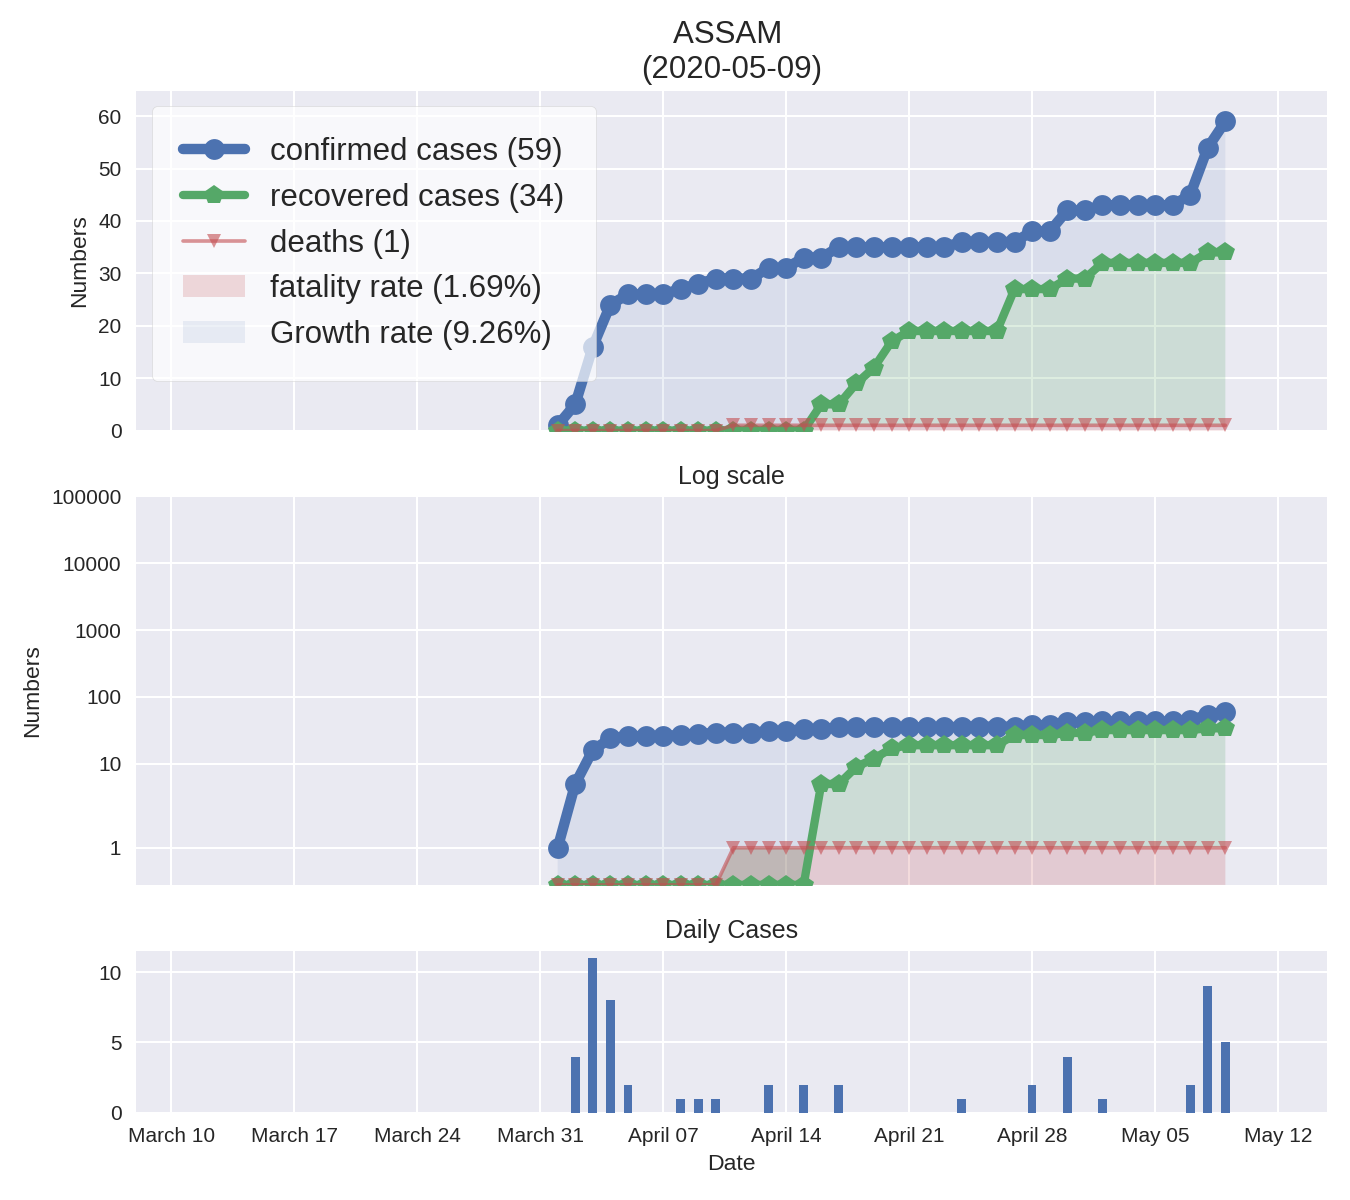 ASSAM
(2020-05-09)
60
50
40
30
20
10
0
Numbers
confirmed cases (59)
recovered cases (34)
deaths (1)
fatality rate (1.69%)
Growth rate (9.26%)
Log scale
100000
10000
1000
100
10
1
Numbers
Daily Cases
10
5
0
March 10 March 17 March 24 March 31 April 07 April 14 April 21 April 28 May 05 May 12
Date